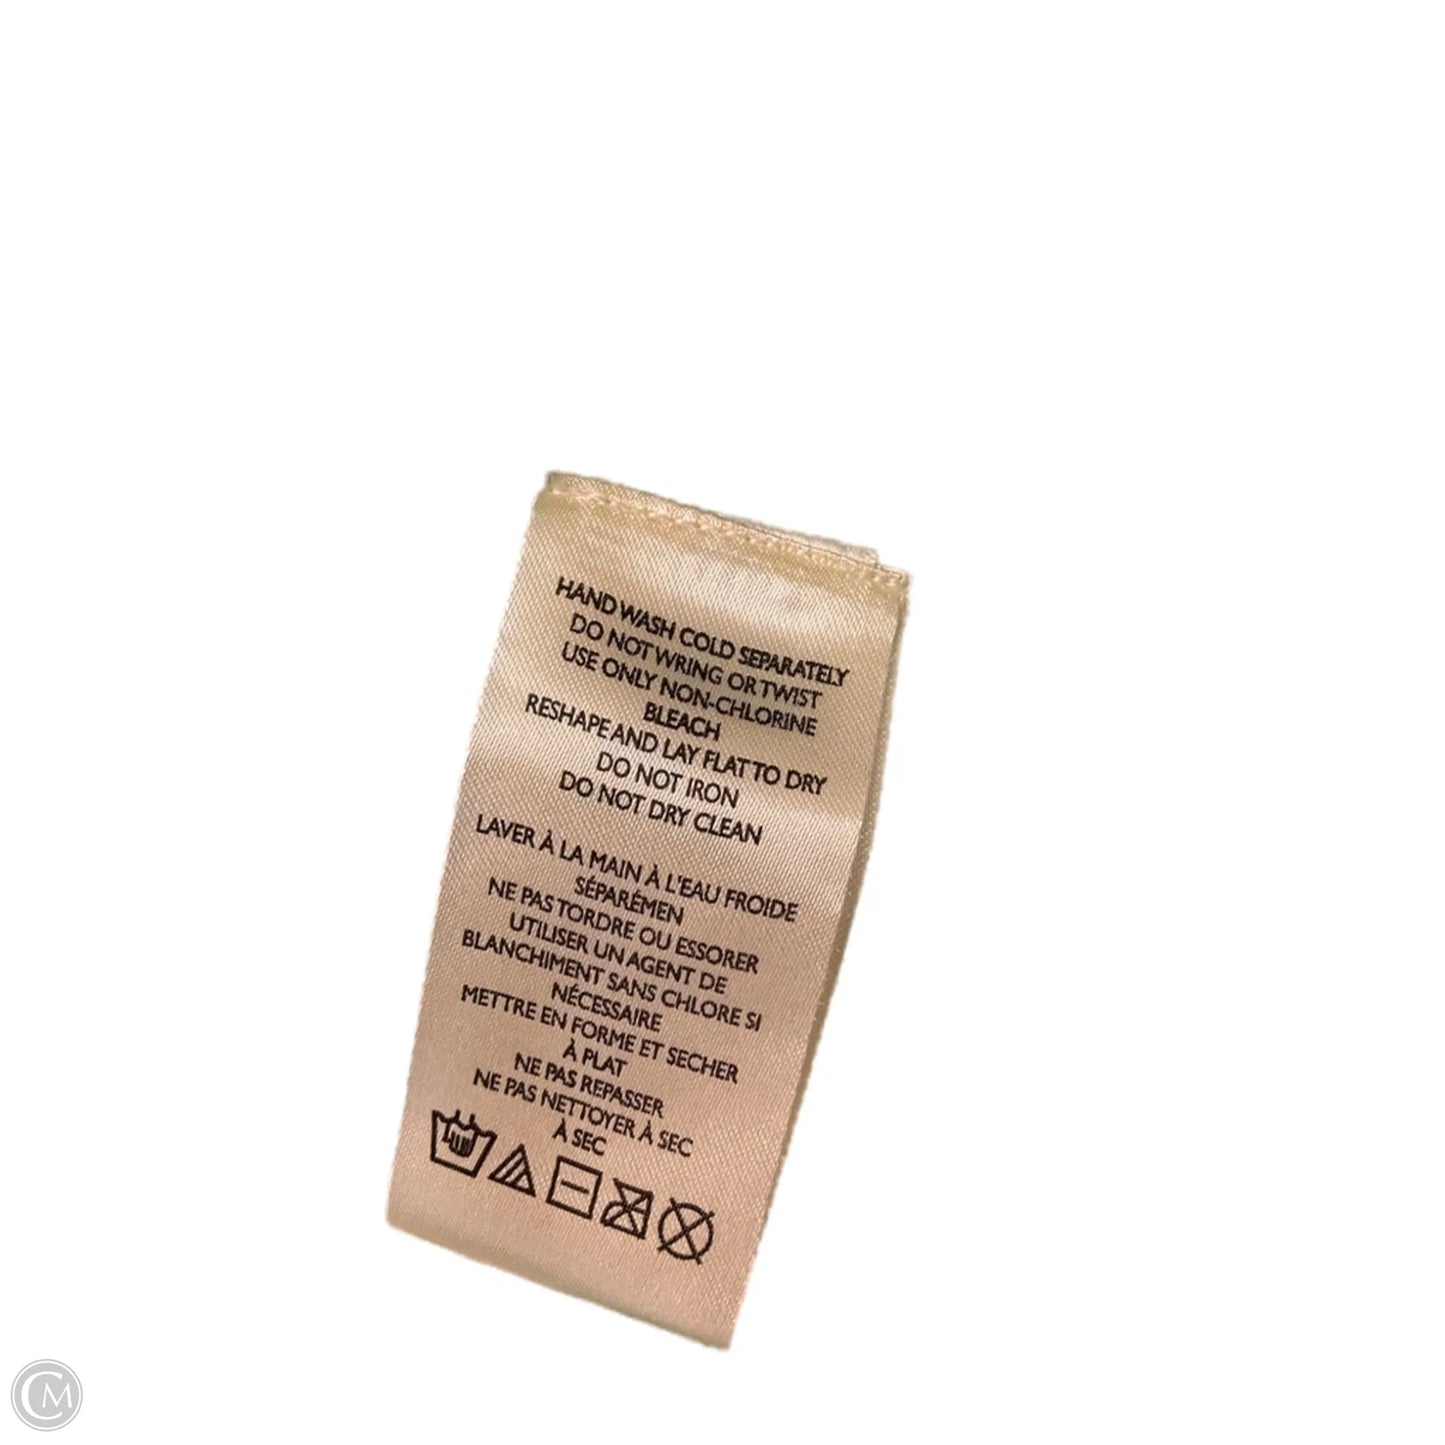 HAND WASH COLD SEPARATELY
DO NOT WRING OR TWIST
USE ONLY NON-CHLORINE
BLEACH
RESHAPE AND LAY FLAT TO DRY
DO NOT IRON
DO NOT DRY CLEAN
LAVER À LA MAIN À L'EAU FROIDE
SÉPARÉMEN
NE PAS TORDRE OU ESSORER
UTILISER UN AGENT DE
BLANCHIMENT SANS CHLORE SI
NÉCESSAIRE
METTRE EN FORME ET SECHER
À PLAT
NE PAS REPASSER
NE PAS NETTOYER À SEC
À SEC
CM